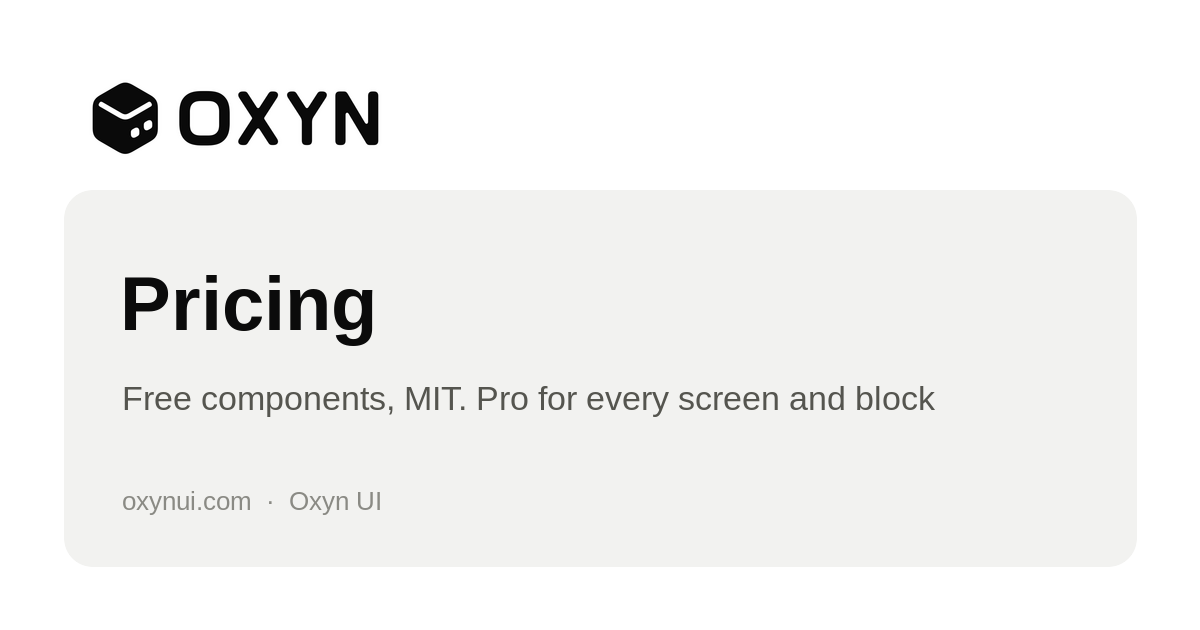 OXYN
Pricing
Free components, MIT. Pro for every screen and block
oxynui.com · Oxyn UI